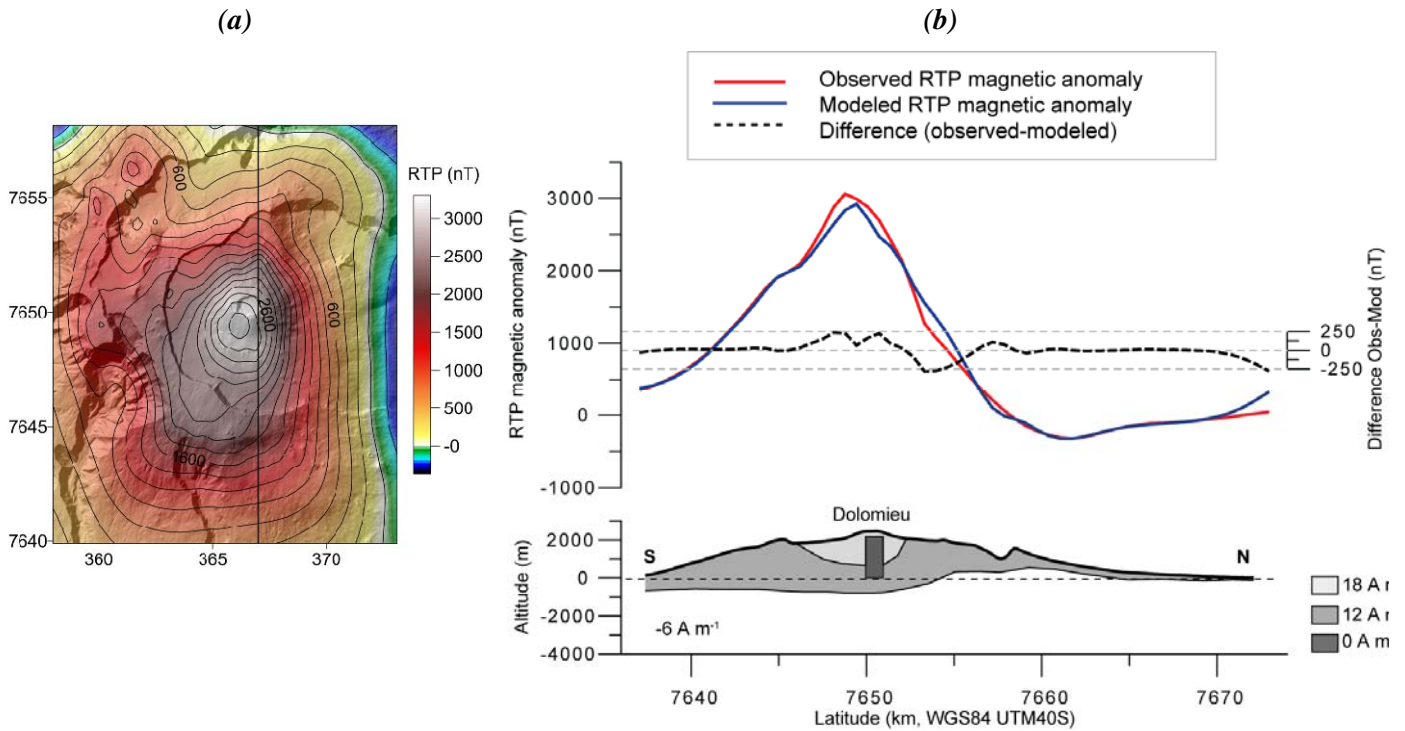 (a)
(b)
Observed RTP magnetic anomaly
Modeled RTP magnetic anomaly
Difference (observed-modeled)
RTP (nT)
3000
2500
2000
1500
1000
500
-0
7655
7650
7645
7640
360
365
370
600
2600
600
1600
RTP magnetic anomaly (nT)
3000
2000
1000
0
-1000
250
0
-250
Difference Obs-Mod (nT)
Dolomieu
S
N
Altitude (m)
2000
0
-2000
-4000
-6 A m⁻¹
18 A
12 A
0 A m
7640
7650
7660
7670
Latitude (km, WGS84 UTM40S)